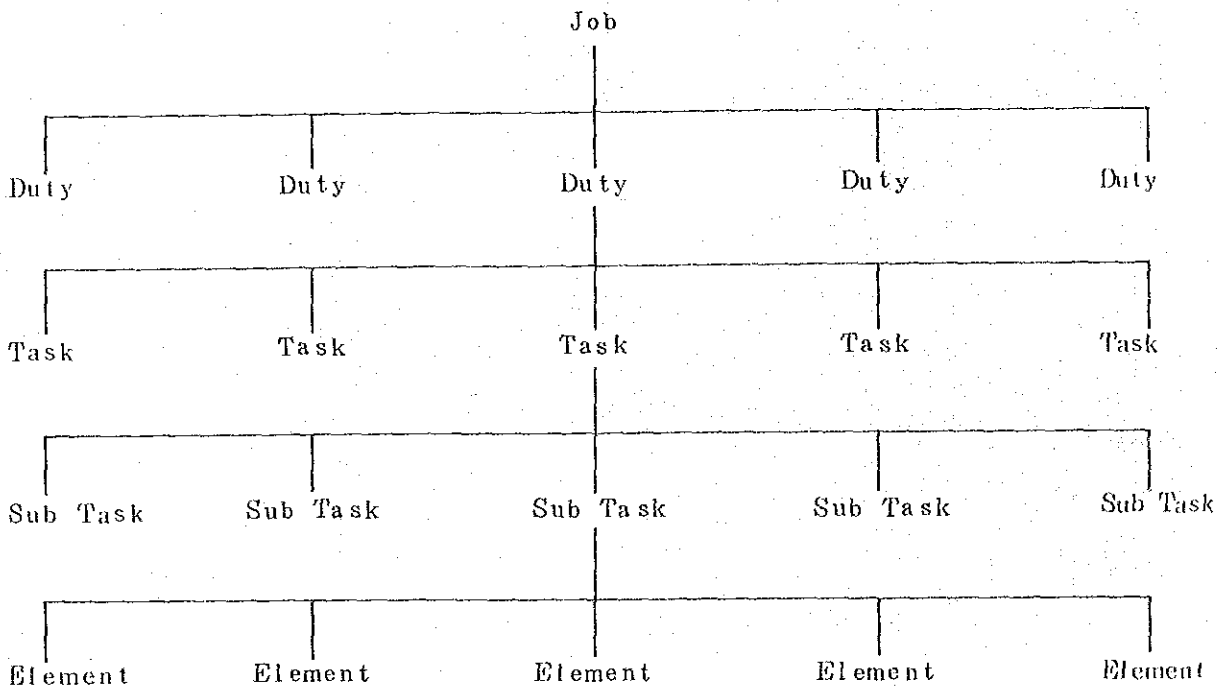 Job
Duty Duty Duty Duty Duty
Task Task Task Task Task
Sub Task Sub Task Sub Task Sub Task Sub Task
Element Element Element Element Element